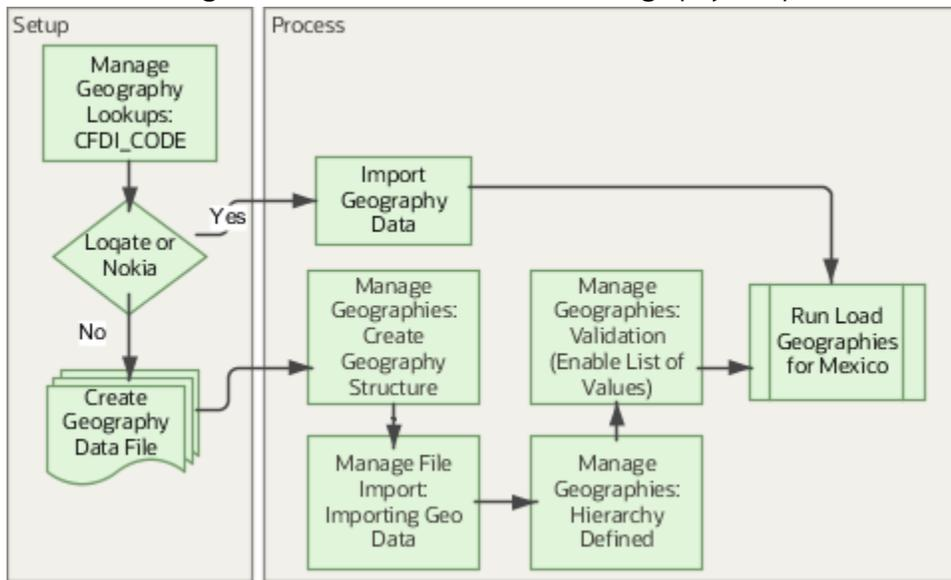 Setup
Manage
Geography
Lookups:
CFDI_CODE
Loqate or
Nokia
Yes
No
Create
Geography
Data File
Process
Import
Geography
Data
Manage
Geographies:
Create
Geography
Structure
Manage File
Import:
Importing Geo
Data
Manage
Geographies:
Hierarchy
Defined
Manage
Geographies:
Validation
(Enable List of
Values)
Run Load
Geographies
for Mexico